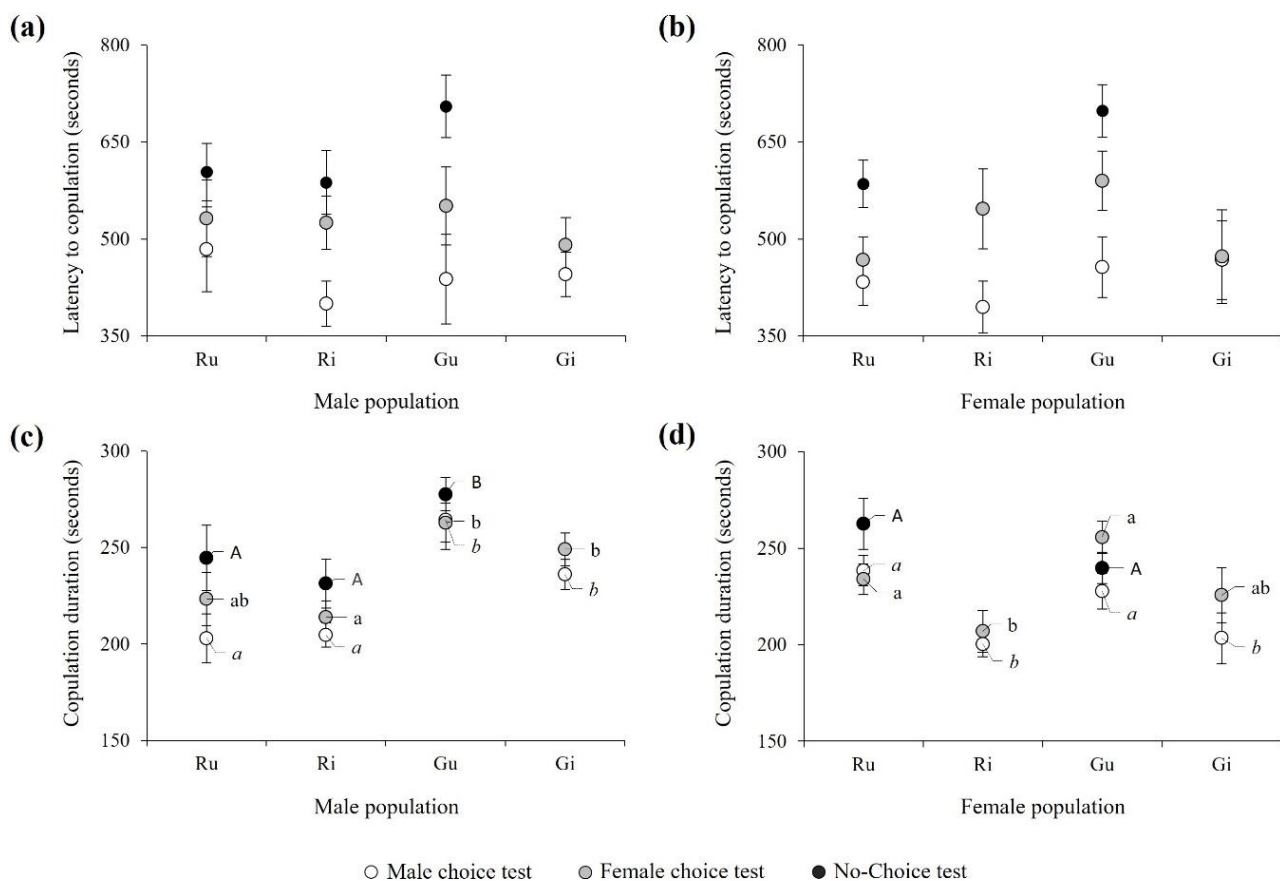 (a)
(b)
Latency to copulation (seconds)
800
650
500
350
Ru Ri Gu Gi
Male population
Latency to copulation (seconds)
800
650
500
350
Ru Ri Gu Gi
Female population
(c)
(d)
Copulation duration (seconds)
300
250
200
150
A
ab
a
A
a
a
B
b
b
b
b
Ru Ri Gu Gi
Male population
Copulation duration (seconds)
300
250
200
150
A
a
a
b
b
a
A
a
ab
b
Ru Ri Gu Gi
Female population
Male choice test Female choice test No-Choice test